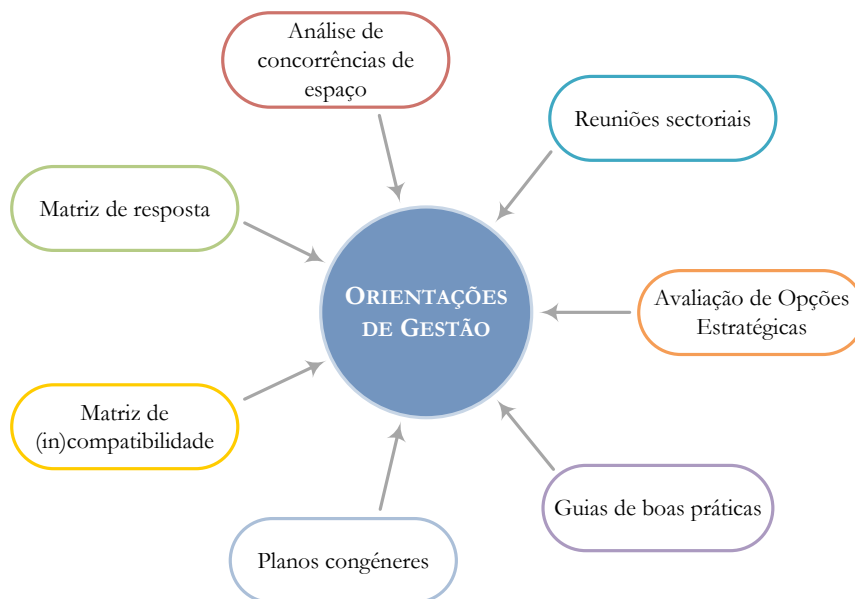 Análise de
concorrências de
espaço
Reuniões sectoriais
Matriz de resposta
Avaliação de Opções
Estratégicas
ORIENTAÇÕES
DE GESTÃO
Matriz de
(in)compatibilidade
Guias de boas práticas
Planos congéneres